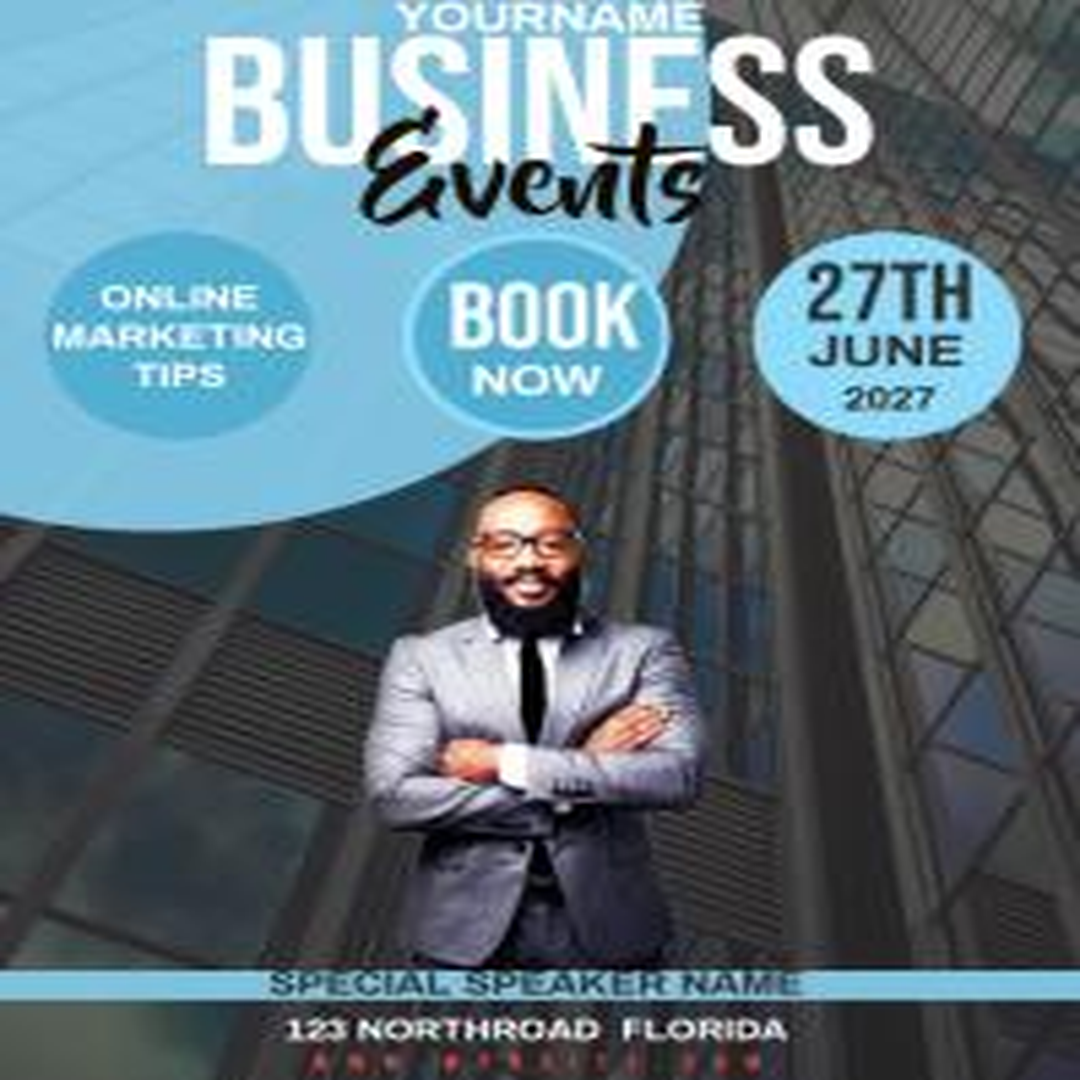 YOURNAME
BUSINESS
Events
ONLINE
MARKETING
TIPS
BOOK
NOW
27TH
JUNE
2027
SPECIAL SPEAKER NAME
123 NORTHROAD FLORIDA